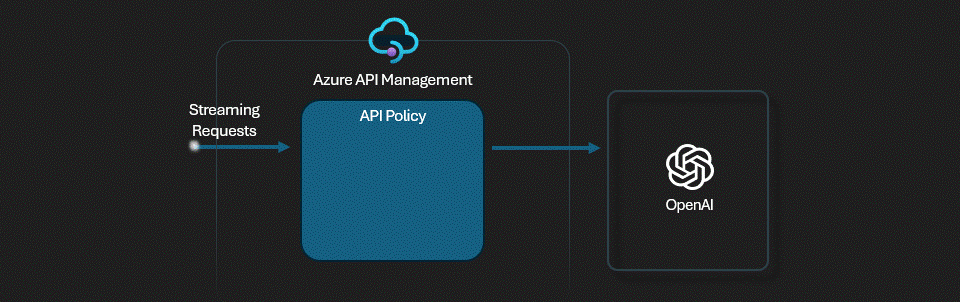 Azure API Management
Streaming
Requests
API Policy
OpenAI